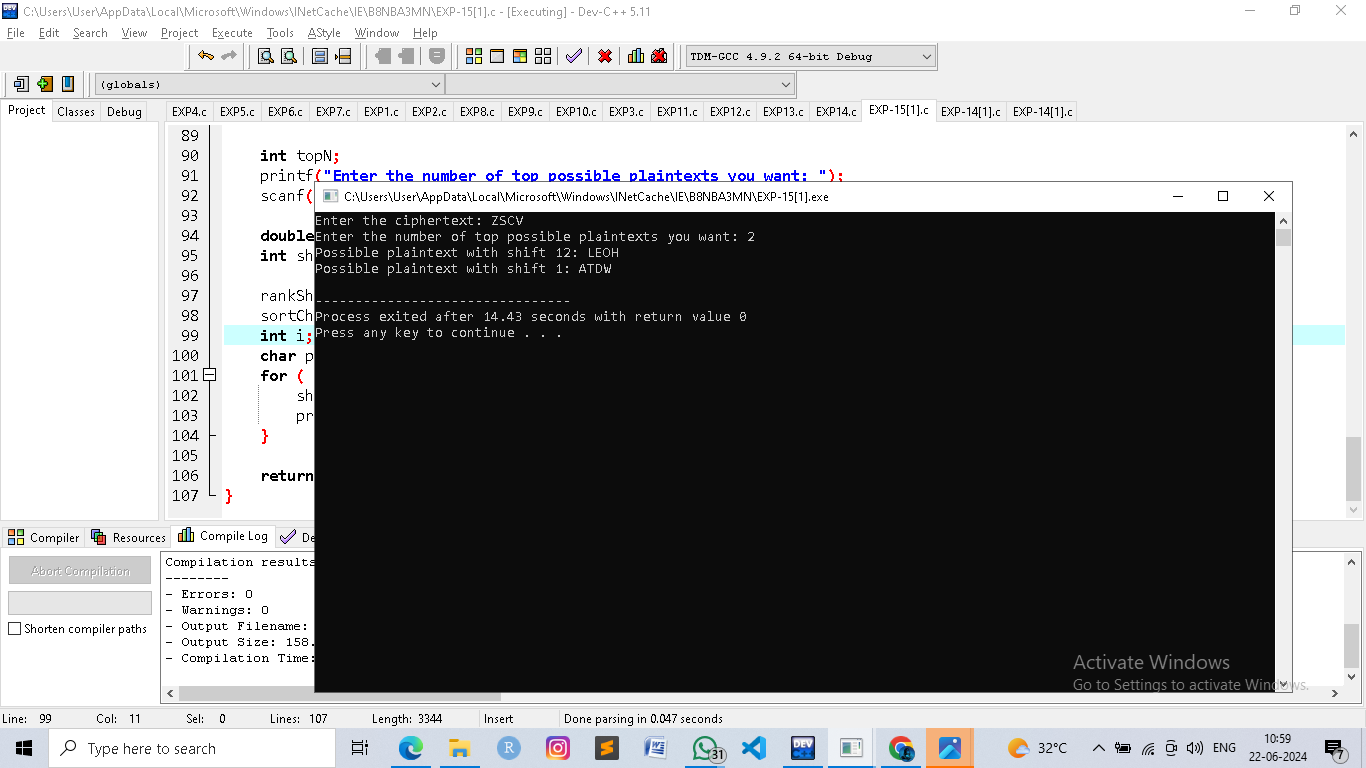 C:\Users\User\AppData\Local\Microsoft\Windows\INetCache\IE\B8NBA3MN\EXP-15[1].c - [Executing] - Dev-C++ 5.11
File Edit Search View Project Execute Tools AStyle Window Help
TDM-GCC 4.9.2 64-bit Debug
(globals)
Project Classes Debug
EXP4.c EXP5.c EXP6.c EXP7.c EXP1.c EXP2.c EXP8.c EXP9.c EXP10.c EXP3.c EXP11.c EXP12.c EXP13.c EXP14.c EXP-15[1].c EXP-14[1].c EXP-14[1].c
89
90 int topN;
91 printf("Enter the number of top possible plaintexts you want: ");
92 scanf(
93
94 double
95 int sh
96
97 rankSh
98 sortCh
99 int i;
100 char p
101 for (
102 sh
103 pr
104 }
105
106 return
107 }
C:\Users\User\AppData\Local\Microsoft\Windows\INetCache\IE\B8NBA3MN\EXP-15[1].exe
Enter the ciphertext: ZSCV
Enter the number of top possible plaintexts you want: 2
Possible plaintext with shift 12: LEOH
Possible plaintext with shift 1: ATDW
--------------------------------
Process exited after 14.43 seconds with return value 0
Press any key to continue . . .
Compiler Resources Compile Log De
Abort Compilation
Shorten compiler paths
Compilation results
--------
- Errors: 0
- Warnings: 0
- Output Filename:
- Output Size: 158.
- Compilation Time:
Activate Windows
Go to Settings to activate Windows.
Line: 99 Col: 11 Sel: 0 Lines: 107 Length: 3344 Insert Done parsing in 0.047 seconds
Type here to search
31
32°C
ENG
10:59
22-06-2024
7